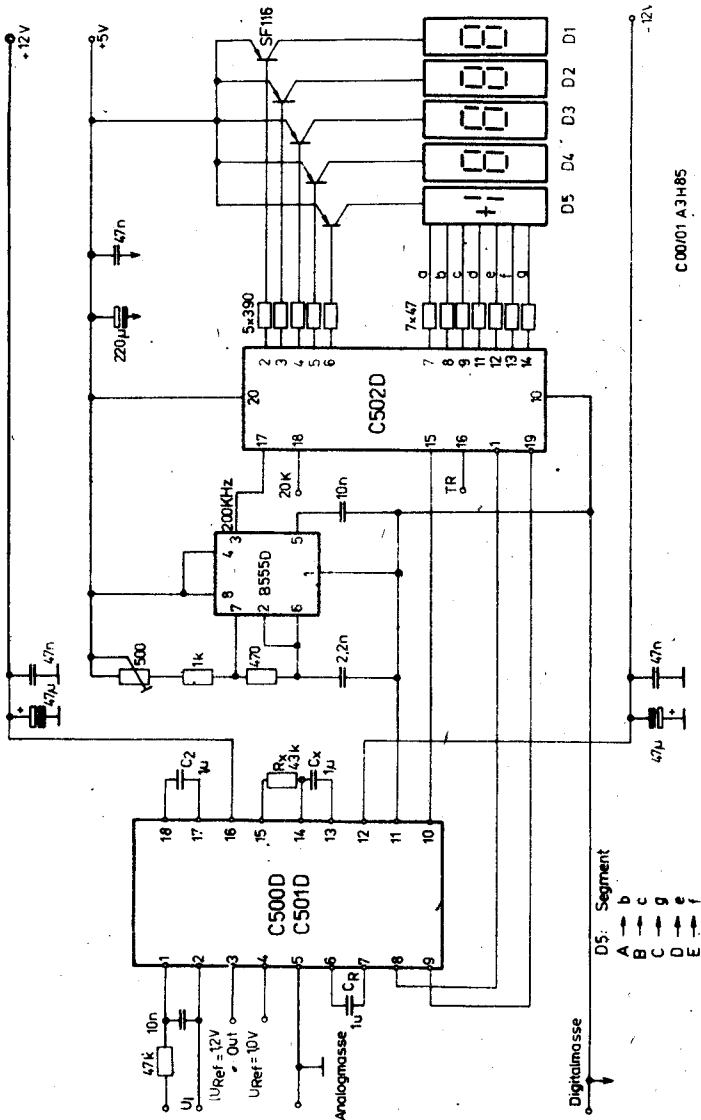 +12V
+5V
-12V
SF116
D1
D2
D3
D4
D5
47n
220µ
5x390
2
3
4
5
6
a
b
c
d
e
f
g
7x47
7
8
9
11
12
13
14
20
C502D
10
17
18
15
16
1
19
200KHz
20K
TR
10n
3
5
4
8
B555D
1
7
2
6
500
1k
470
2,2n
47n
47µ
+
47n
47µ
+
C2
1µ
Rx
43k
Cx
1µ
18
17
16
15
14
13
12
11
10
C500D
C501D
1
2
3
4
5
6
7
8
9
47k
10n
UI
(URef = 1,2V
Out
URef = 1,0V
Analogmasse
CR
1µ
Digitalmasse
D5: Segment
A → b
B → c
C → g
D → e
E → f
C00/01 A3H85